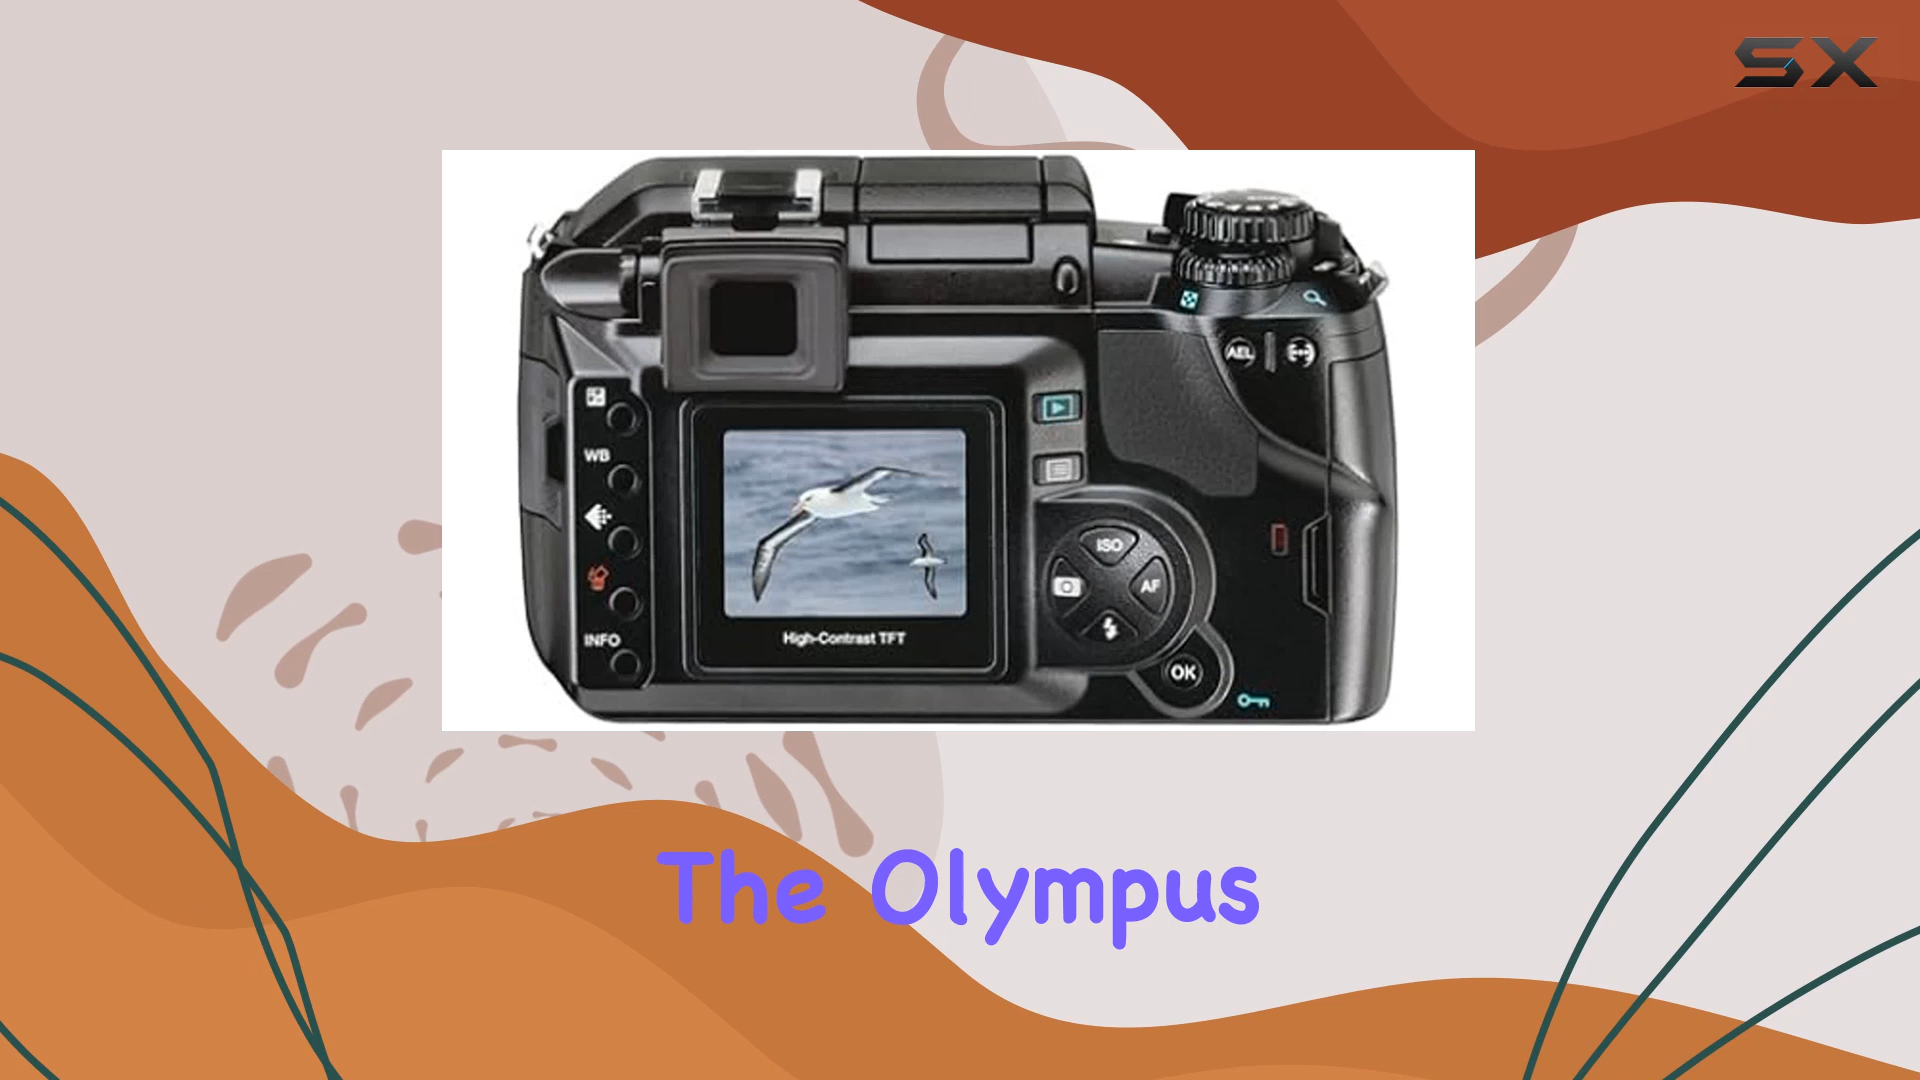 SX
AEL
WB
ISO
AF
INFO
High-Contrast TFT
OK
The Olympus